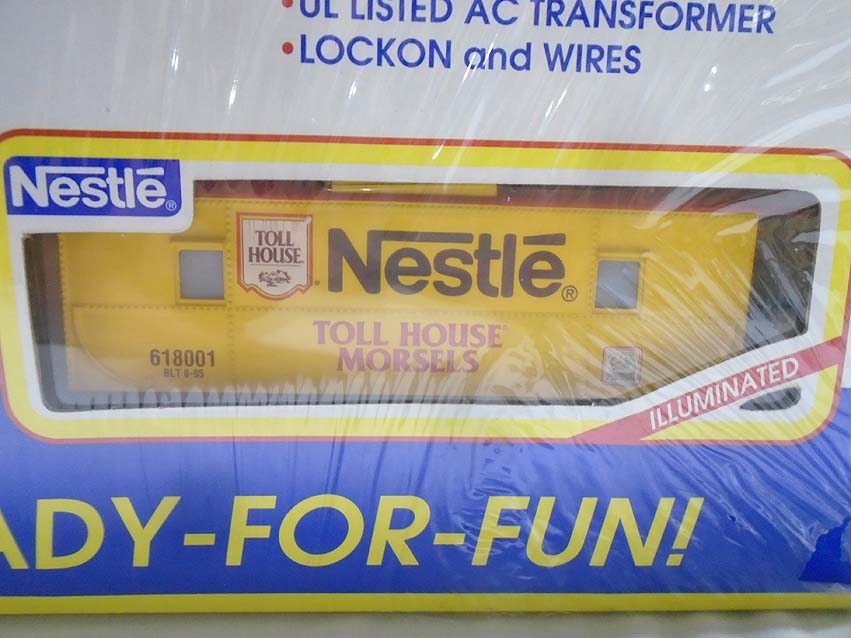 •UL LISTED AC TRANSFORMER
•LOCKON and WIRES
Nestlé®
TOLL
HOUSE
Nestlé®
TOLL HOUSE®
MORSELS
618001
BLT 8-95
ILLUMINATED
ADY-FOR-FUN!